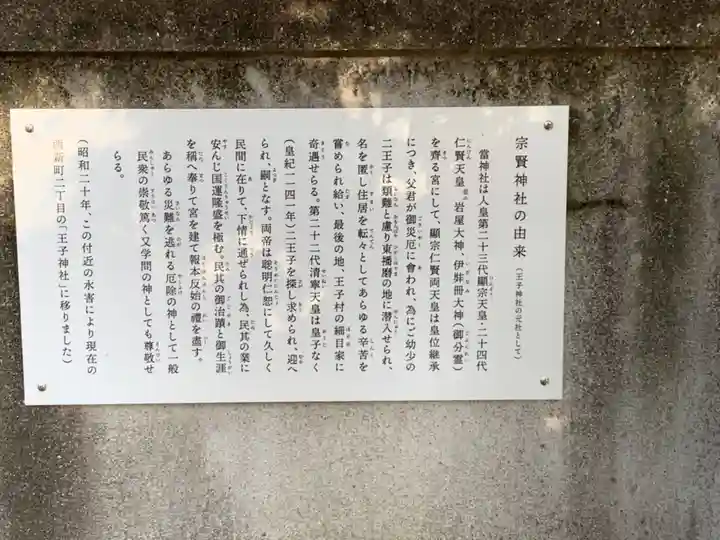 宗賢神社の由来（王子神社の元社として）
當神社は人皇第二十三代顯宗天皇・二十四代
仁賢天皇 岩屋大神 伊弉冊大神（御分霊）
を齊る宮にして、顯宗仁賢両天皇は皇位継承
につき、父君が御災厄に會われ、為にご幼少の
二王子は類難と慮り東播磨の地に潜入せられ、
名を匿し住居を転々としてあらゆる辛苦を
嘗められ給い、最後の地、王子村の細目家に
奇遇せらる。第二十二代清寧天皇は皇子なく
（皇紀一一四一年）二王子を探し求められ、迎へ
られ、嗣となす。両帝は聡明仁恕にして久しく
民間に在りて、下情に通ぜられし為、民其の業に
安んじ国運隆盛を極む。民其の御治蹟と御生涯
を稱へ奉りて宮を建て報本反始の禮を盡す。
あらゆる災難を逃れる厄除の神として一般
民衆の崇敬篤く又学問の神としても尊敬せ
らる。
（昭和二十年、この付近の水害により現在の
西新町二丁目の「王子神社」に移りました）